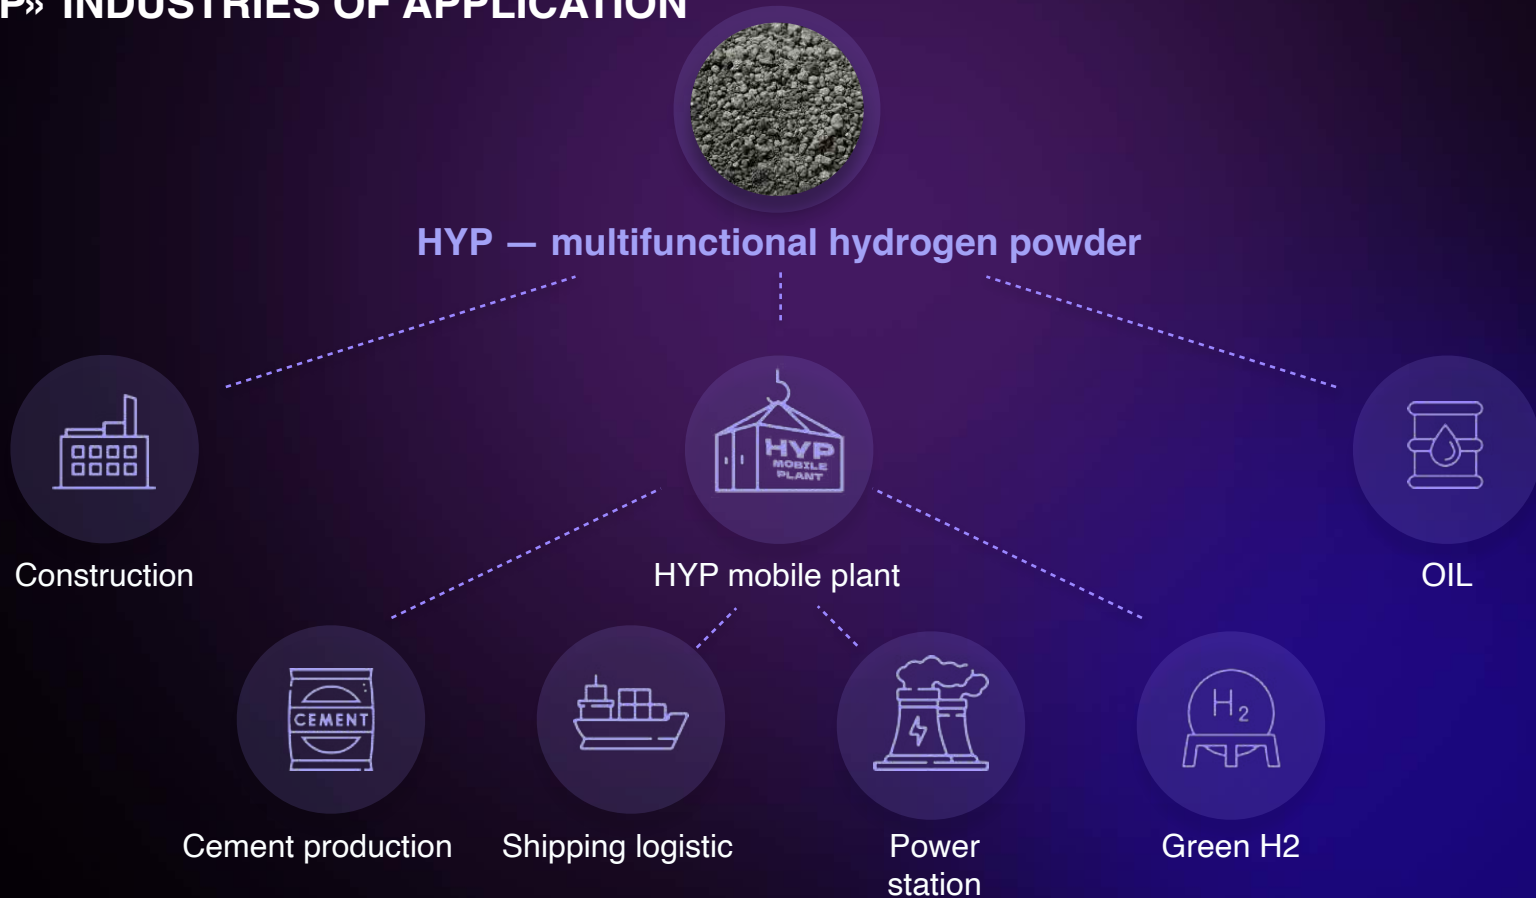 P» INDUSTRIES OF APPLICATION
HYP — multifunctional hydrogen powder
HYP
MOBILE
PLANT
Construction
HYP mobile plant
OIL
CEMENT
H2
Cement production
Shipping logistic
Power
station
Green H2